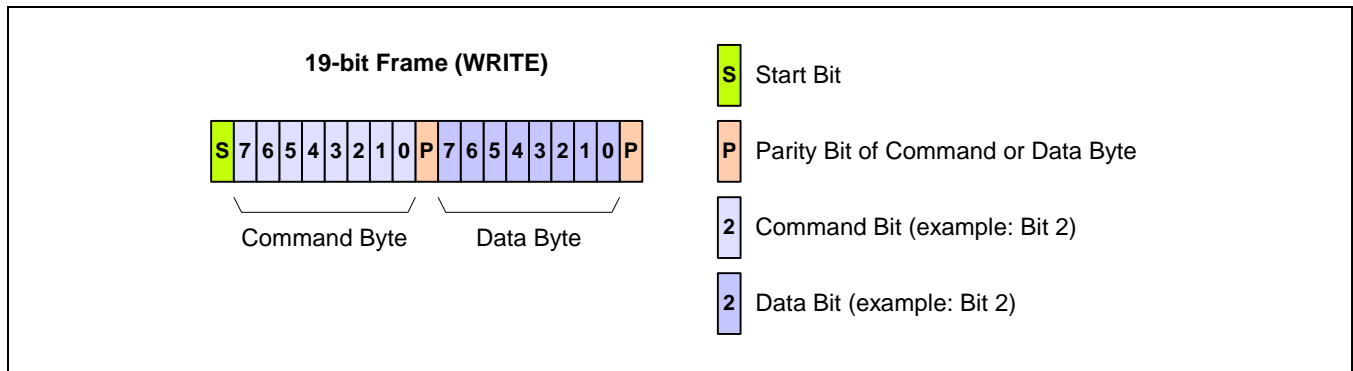 19-bit Frame (WRITE)
S 7 6 5 4 3 2 1 0 P 7 6 5 4 3 2 1 0 P
Command Byte Data Byte
S Start Bit
P Parity Bit of Command or Data Byte
2 Command Bit (example: Bit 2)
2 Data Bit (example: Bit 2)